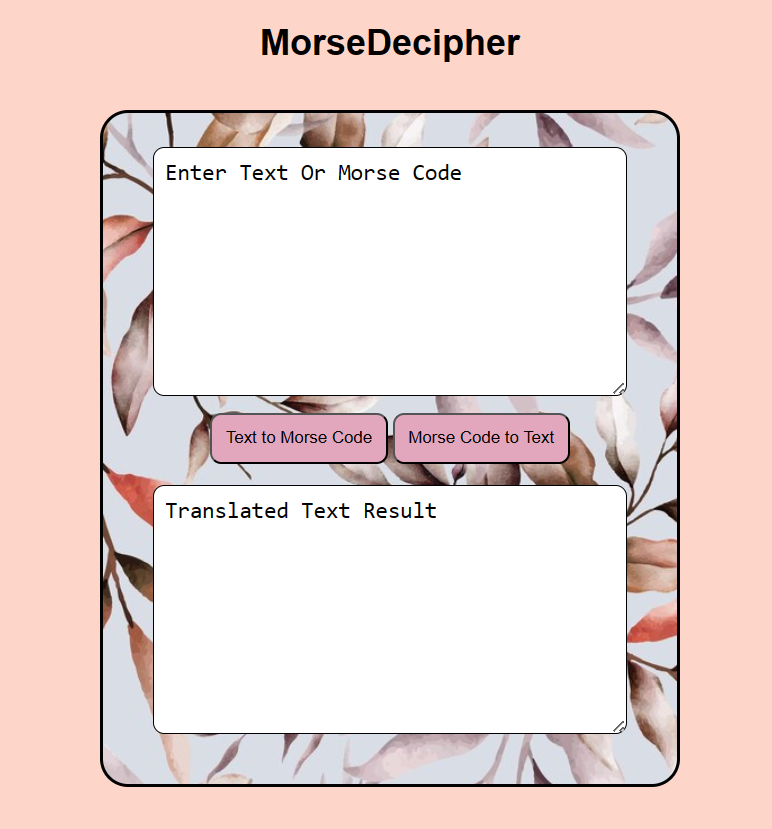 MorseDecipher
Enter Text Or Morse Code
Text to Morse Code Morse Code to Text
Translated Text Result